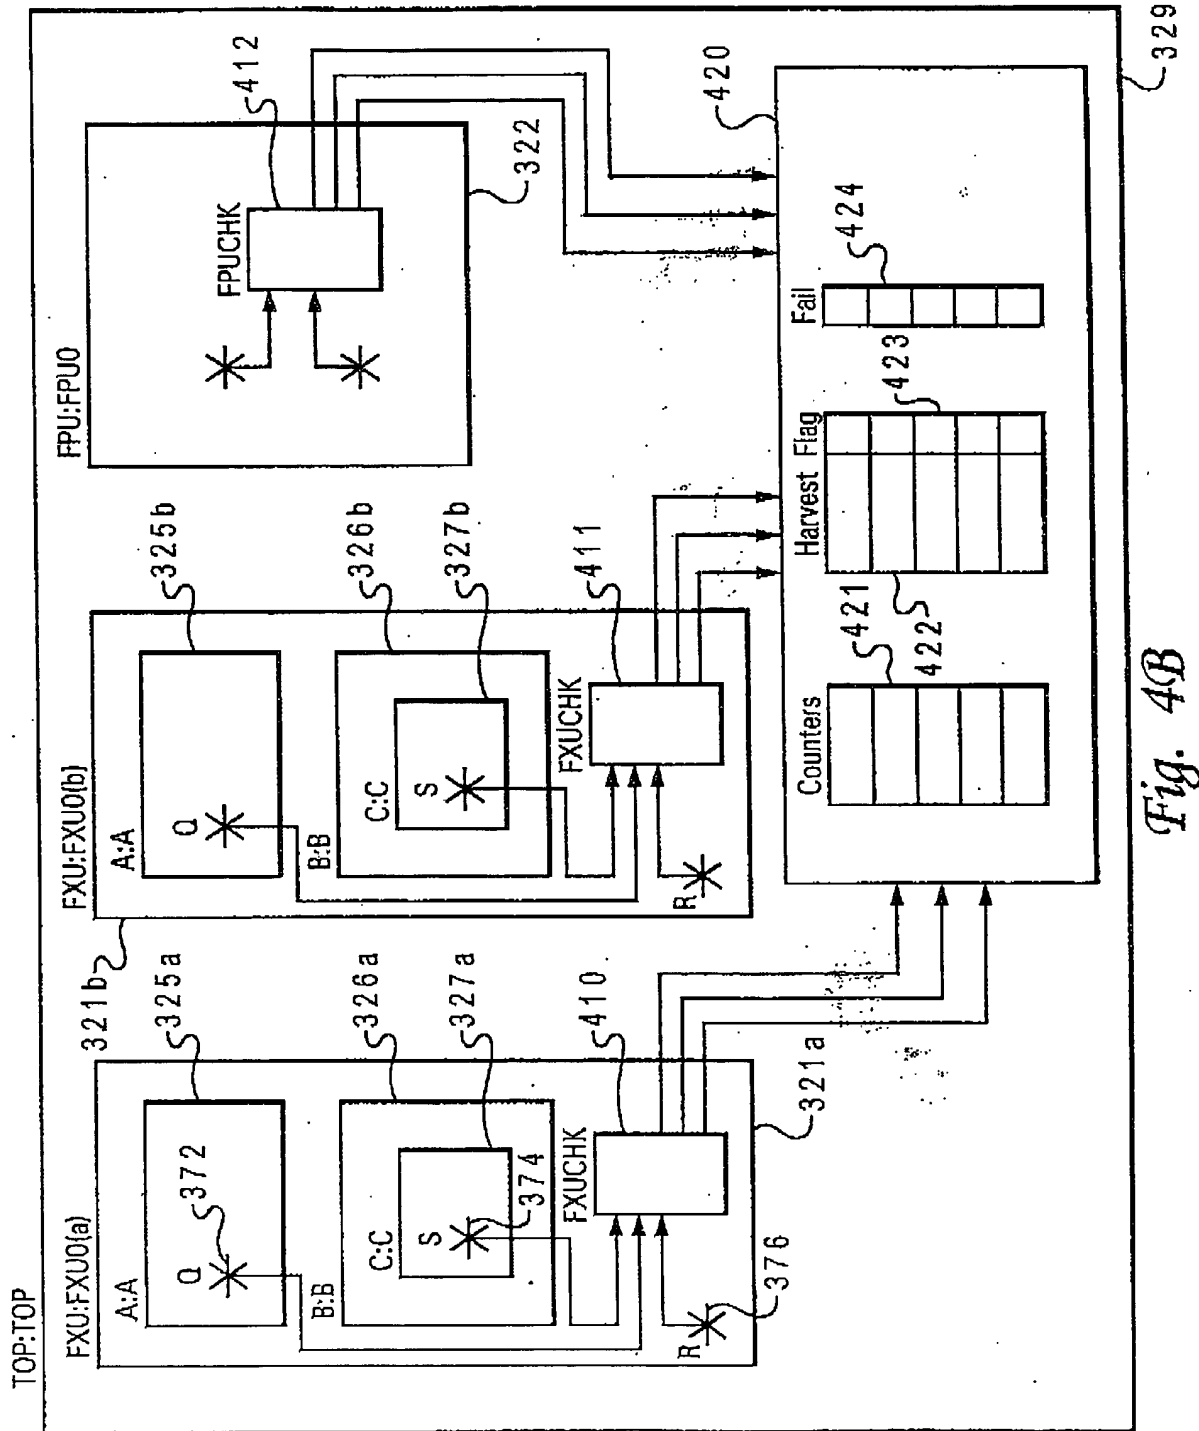 TOP:TOP
FXU:FXU0(a)
A:A
Q
372
325a
B:B
C:C
S
374
326a
327a
FXUCHK
410
R
376
321a
321b
FXU:FXU0(b)
A:A
Q
325b
B:B
C:C
S
326b
327b
FXUCHK
411
R
FPU:FPU0
FPUCHK
412
322
420
Counters
421
422
Harvest Flag
423
Fail
424
329
Fig. 4B